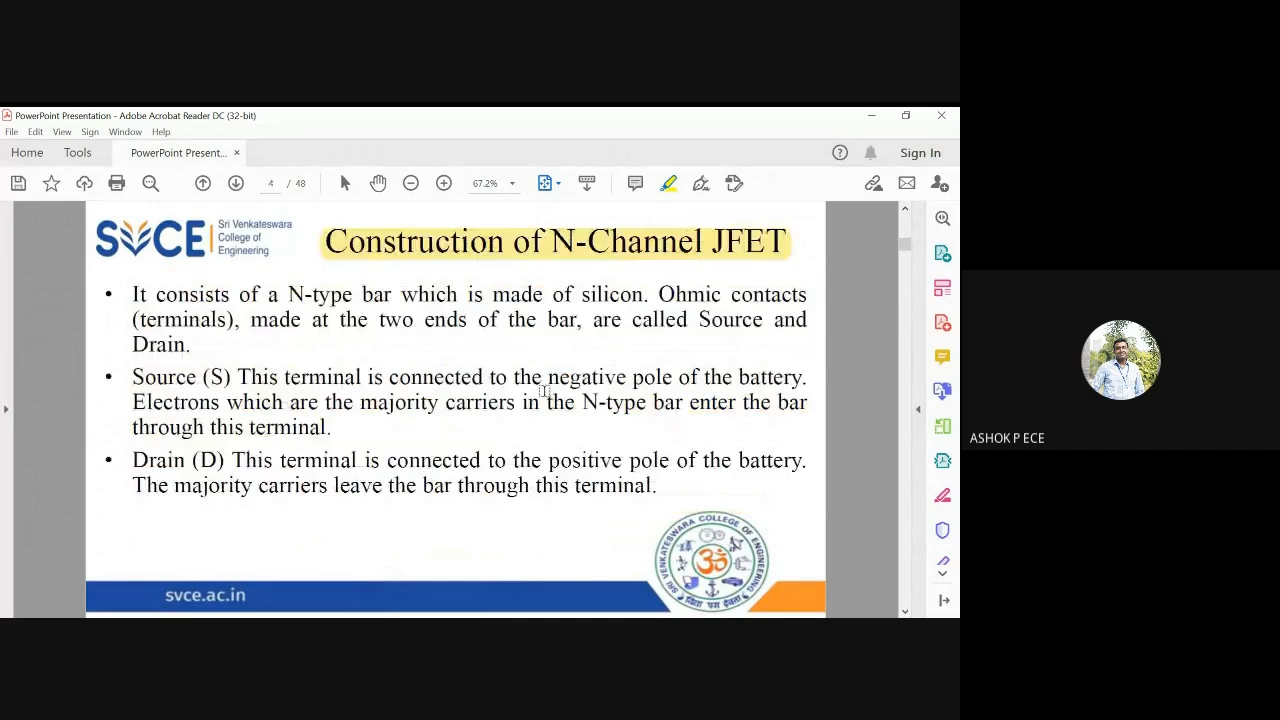 PowerPoint Presentation - Adobe Acrobat Reader DC (32-bit)
File Edit View Sign Window Help
Home Tools PowerPoint Present... × Sign In
4 / 48 67.2%
SVCE Sri Venkateswara
College of
Engineering
Construction of N-Channel JFET
• It consists of a N-type bar which is made of silicon. Ohmic contacts
(terminals), made at the two ends of the bar, are called Source and
Drain.
• Source (S) This terminal is connected to the negative pole of the battery.
Electrons which are the majority carriers in the N-type bar enter the bar
through this terminal.
• Drain (D) This terminal is connected to the positive pole of the battery.
The majority carriers leave the bar through this terminal.
SRI VENKATESWARA COLLEGE OF ENGINEERING
ॐ
svce.ac.in
ASHOK P ECE